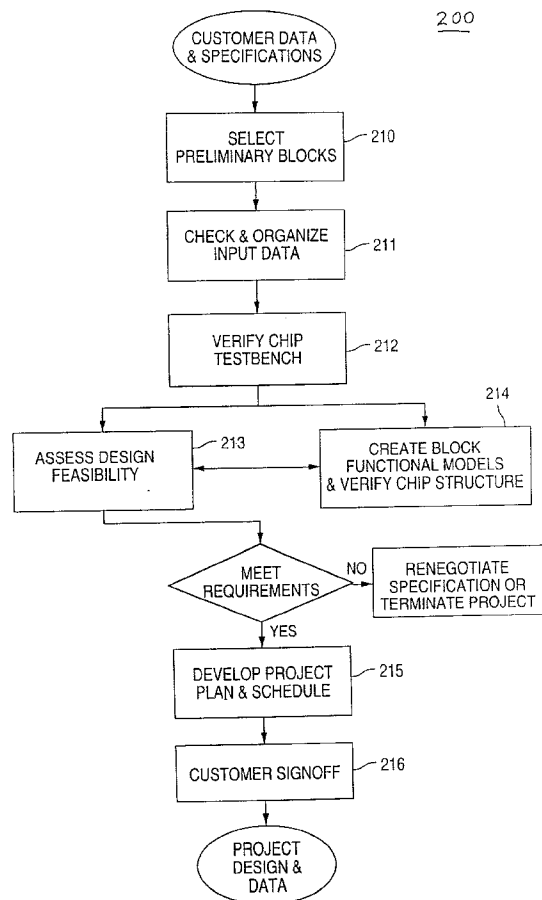 200
CUSTOMER DATA
& SPECIFICATIONS
SELECT
PRELIMINARY BLOCKS
210
CHECK & ORGANIZE
INPUT DATA
211
VERIFY CHIP
TESTBENCH
212
ASSESS DESIGN
FEASIBILITY
213
214
CREATE BLOCK
FUNCTIONAL MODELS
& VERIFY CHIP STRUCTURE
MEET
REQUIREMENTS
NO
RENEGOTIATE
SPECIFICATION OR
TERMINATE PROJECT
YES
DEVELOP PROJECT
PLAN & SCHEDULE
215
CUSTOMER SIGNOFF
216
PROJECT
DESIGN &
DATA